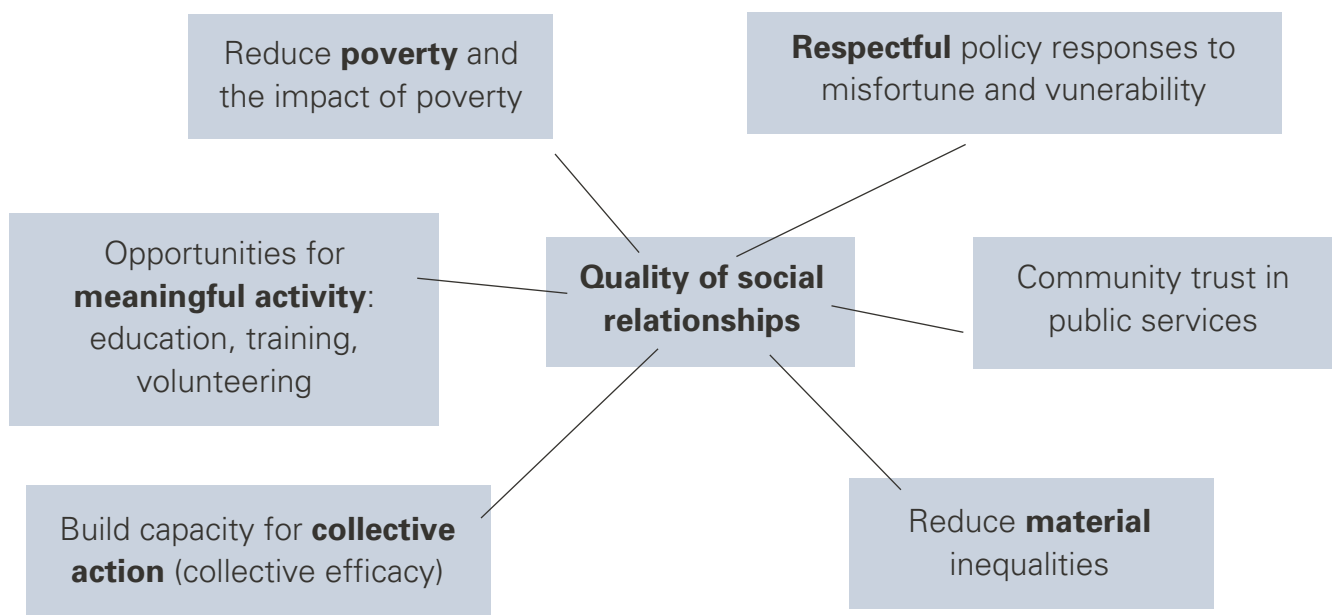 Reduce poverty and
the impact of poverty
Respectful policy responses to
misfortune and vunerability
Opportunities for
meaningful activity:
education, training,
volunteering
Quality of social
relationships
Community trust in
public services
Build capacity for collective
action (collective efficacy)
Reduce material
inequalities